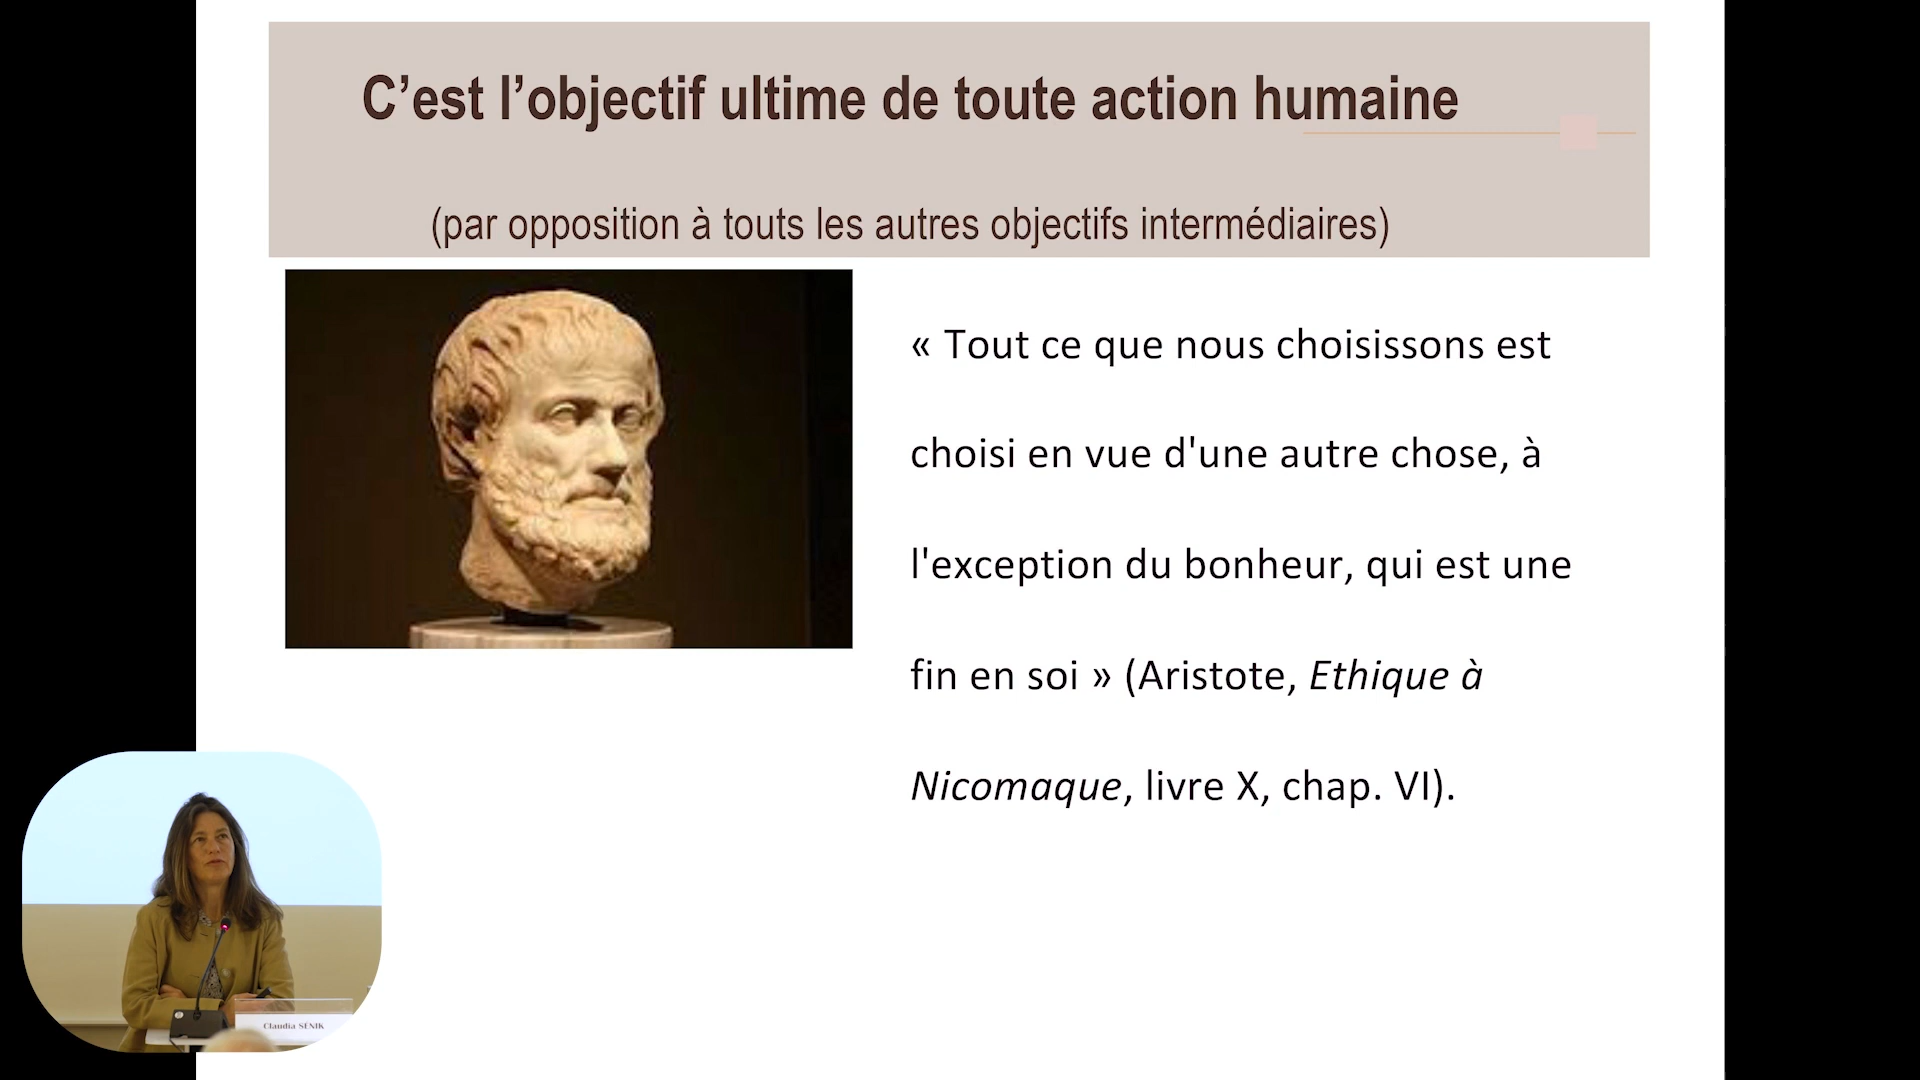 C’est l’objectif ultime de toute action humaine
(par opposition à touts les autres objectifs intermédiaires)
« Tout ce que nous choisissons est
choisi en vue d'une autre chose, à
l'exception du bonheur, qui est une
fin en soi » (Aristote, Ethique à
Nicomaque, livre X, chap. VI).
Claudia SENIK